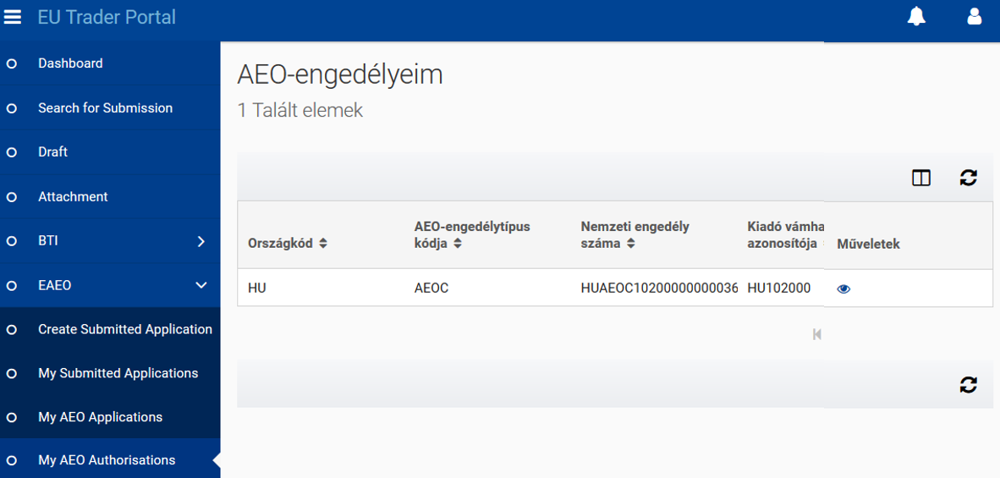 EU Trader Portal
Dashboard
Search for Submission
Draft
Attachment
BTI
EAEO
Create Submitted Application
My Submitted Applications
My AEO Applications
My AEO Authorisations
AEO-engedélyeim
1 Talált elemek
Országkód
AEO-engedélytípus
kódja
Nemzeti engedély
száma
Kiadó vámha
azonosítója
Műveletek
HU
AEOC
HUAEOC10200000000036
HU102000